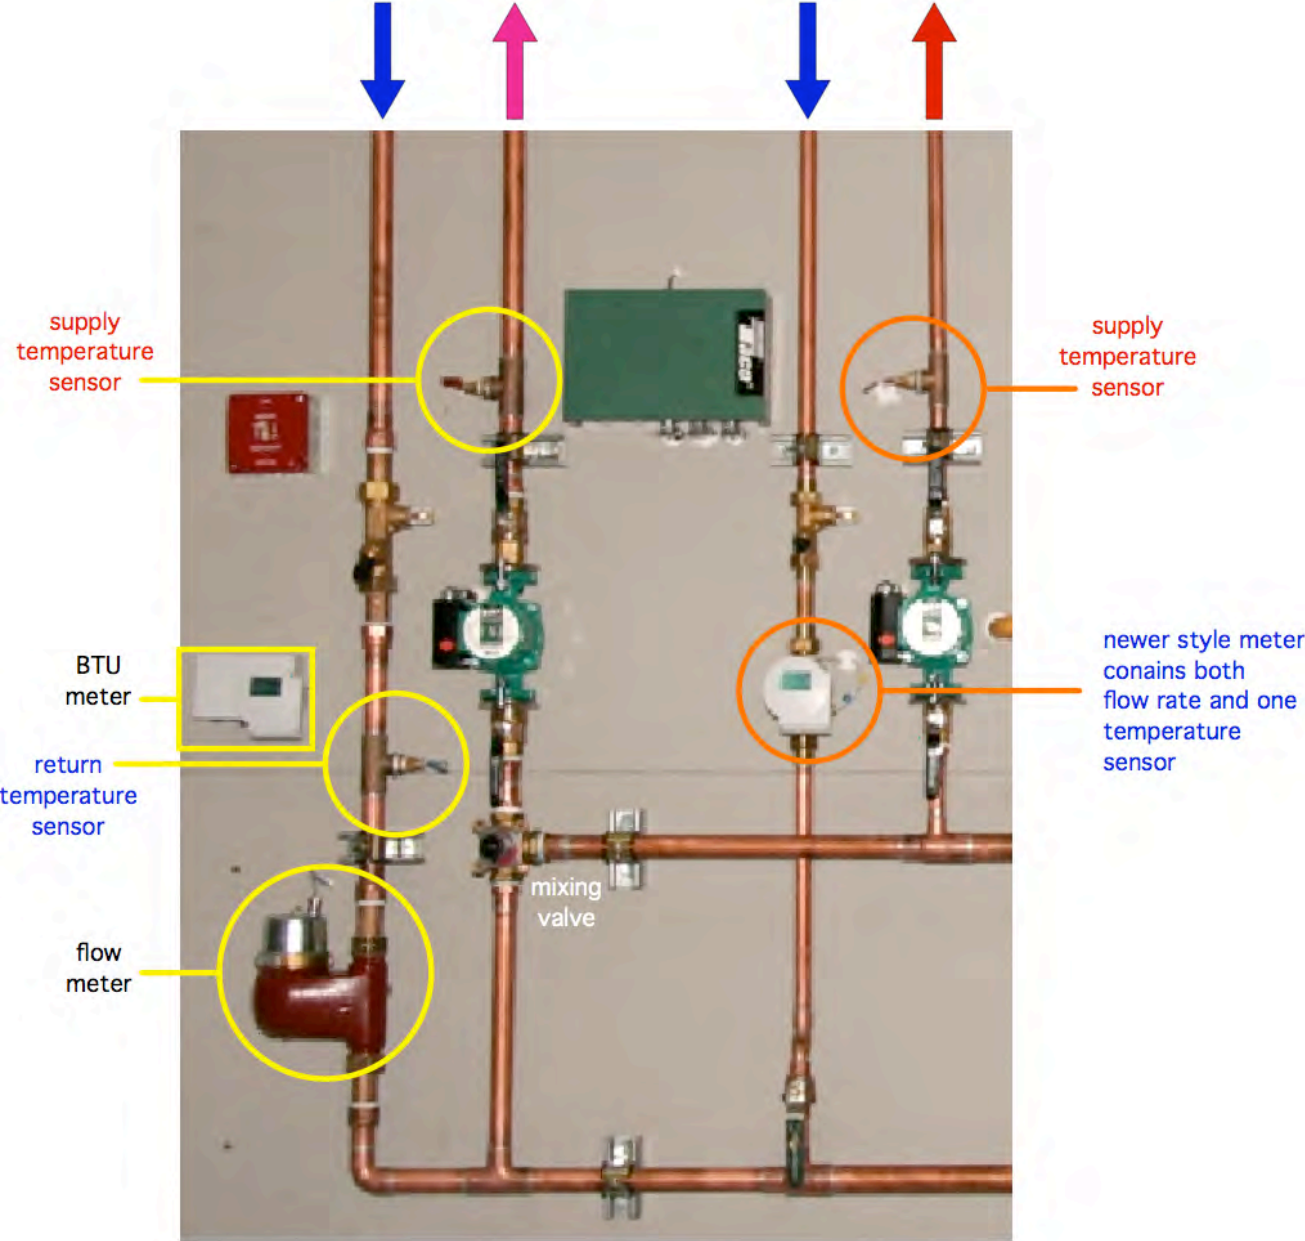 supply
temperature
sensor
supply
temperature
sensor
Taco
BTU
meter
newer style meter
conains both
flow rate and one
temperature
sensor
return
temperature
sensor
mixing
valve
flow
meter